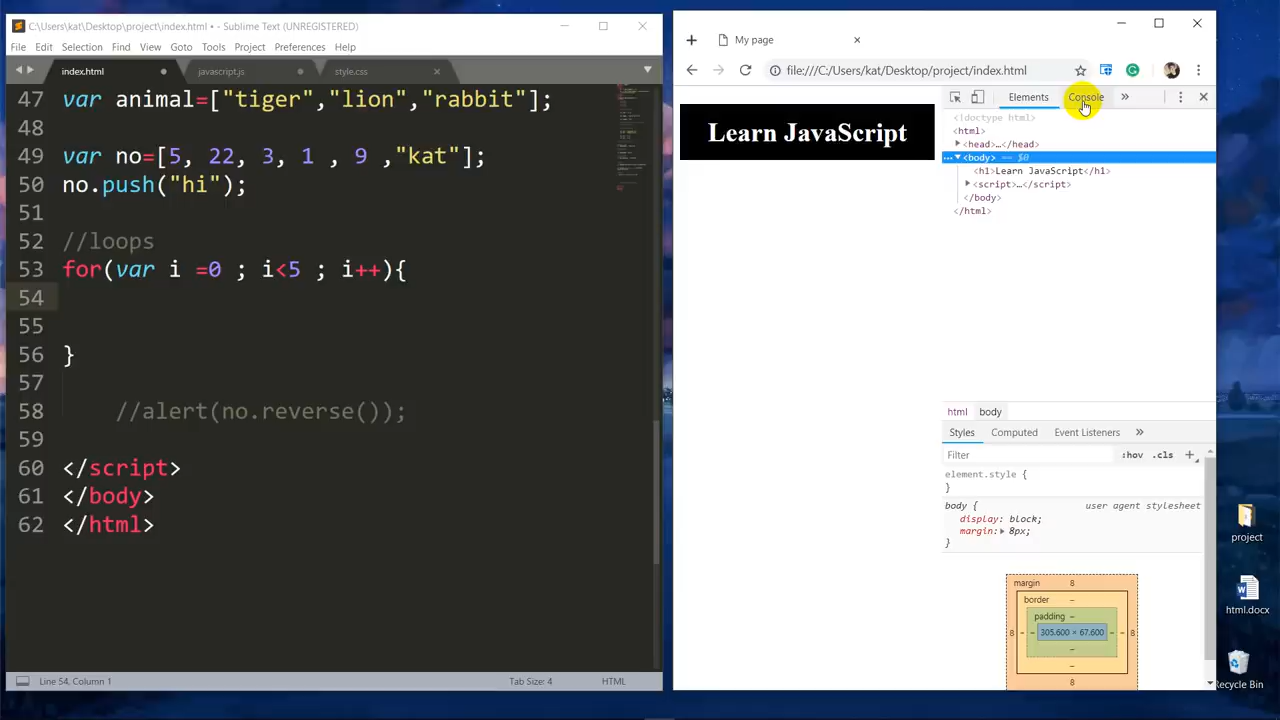 C:\Users\kat\Desktop\project\index.html • - Sublime Text (UNREGISTERED)
File Edit Selection Find View Goto Tools Project Preferences Help
index.html javascript.js style.css
47 var animal=["tiger","lion","rabbit"];
48
49 var no=[ , 22, 3, 1 , 9 ,"kat"];
50 no.push("hi");
51
52 //loops
53 for(var i =0 ; i<5 ; i++){
54
55
56 }
57
58 //alert(no.reverse());
59
60 </script>
61 </body>
62 </html>
Line 54, Column 1 Tab Size: 4 HTML
My page
file:///C:/Users/kat/Desktop/project/index.html
Learn JavaScript
Elements Console
<!doctype html>
<html>
<head>…</head>
<body> == $0
<h1>Learn JavaScript</h1>
<script>…</script>
</body>
</html>
html body
Styles Computed Event Listeners
Filter :hov .cls
element.style {
}
body { user agent stylesheet
display: block;
margin: 8px;
}
margin 8
border –
padding –
8 – – 305.600 × 67.600 – – 8
–
–
8
project
html.docx
Recycle Bin